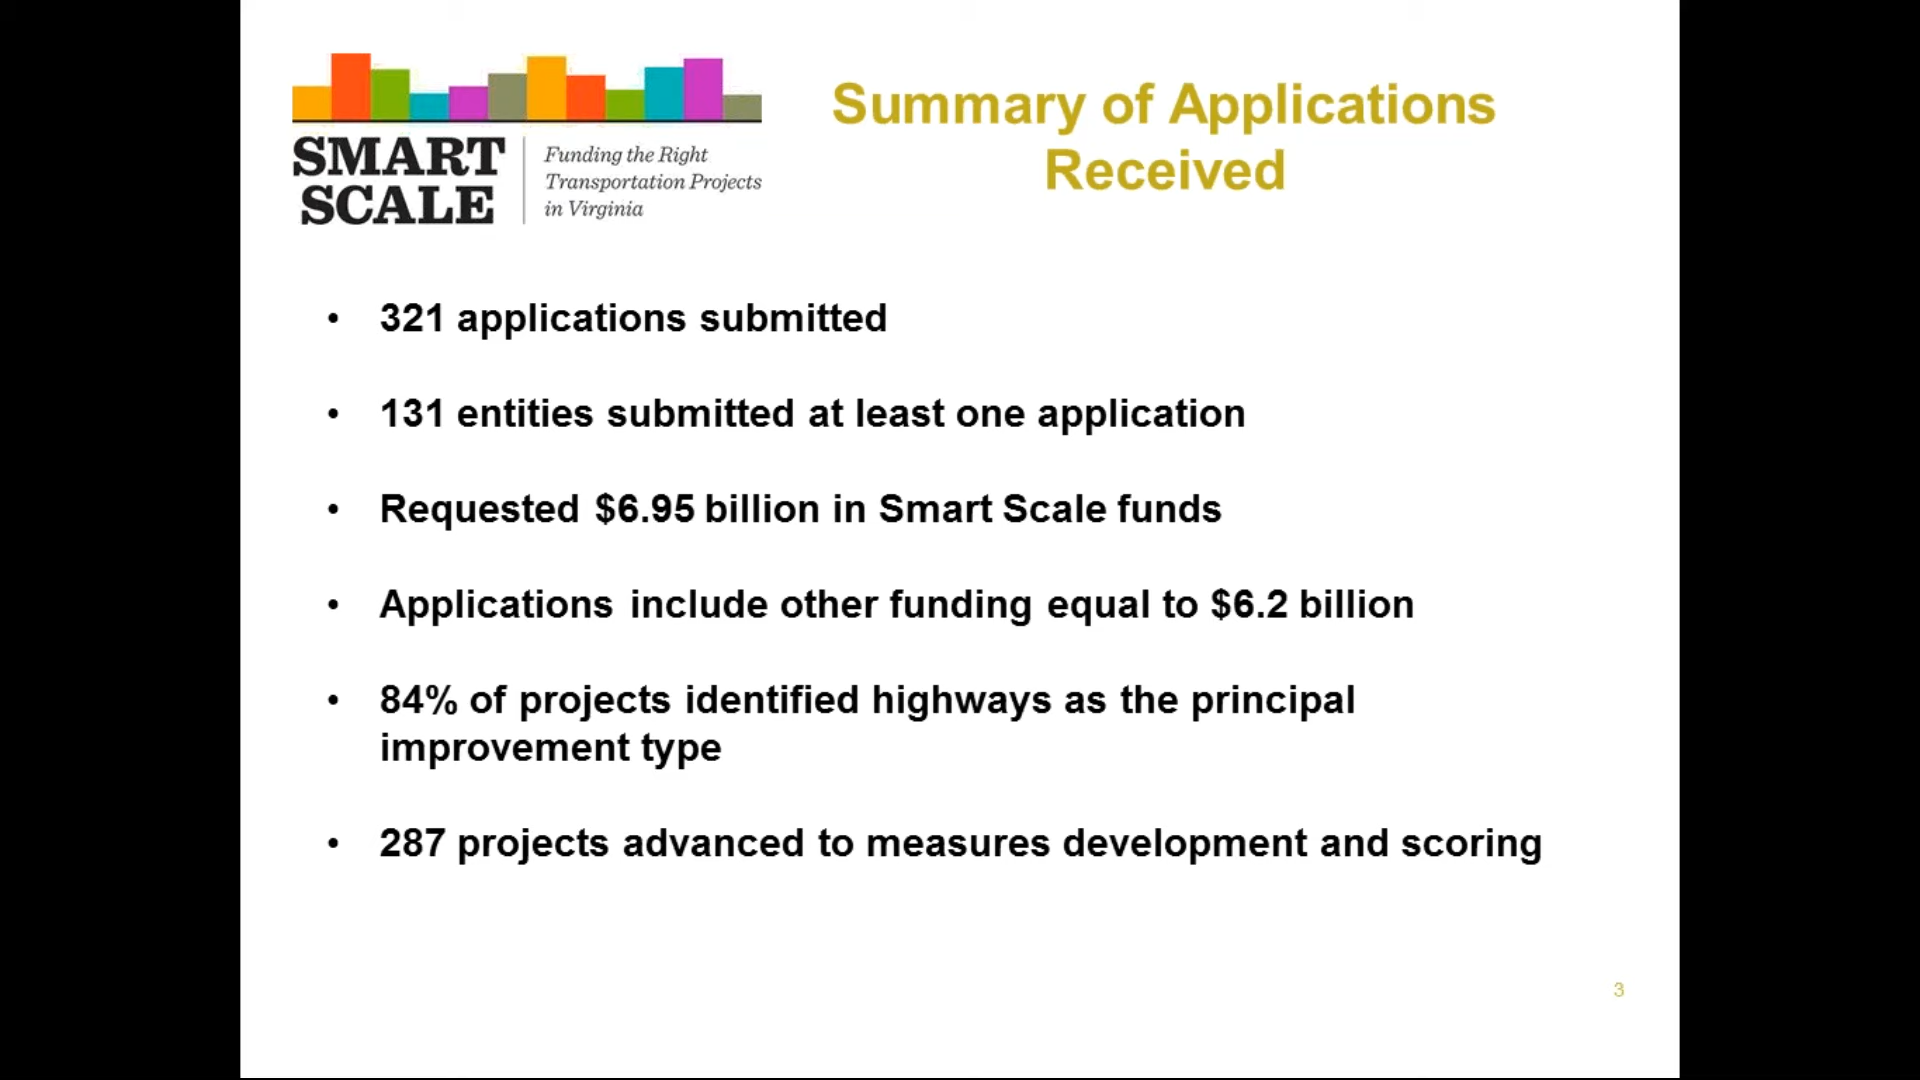 SMART
SCALE
Funding the Right
Transportation Projects
in Virginia
Summary of Applications
Received
• 321 applications submitted
• 131 entities submitted at least one application
• Requested $6.95 billion in Smart Scale funds
• Applications include other funding equal to $6.2 billion
• 84% of projects identified highways as the principal
improvement type
• 287 projects advanced to measures development and scoring
3